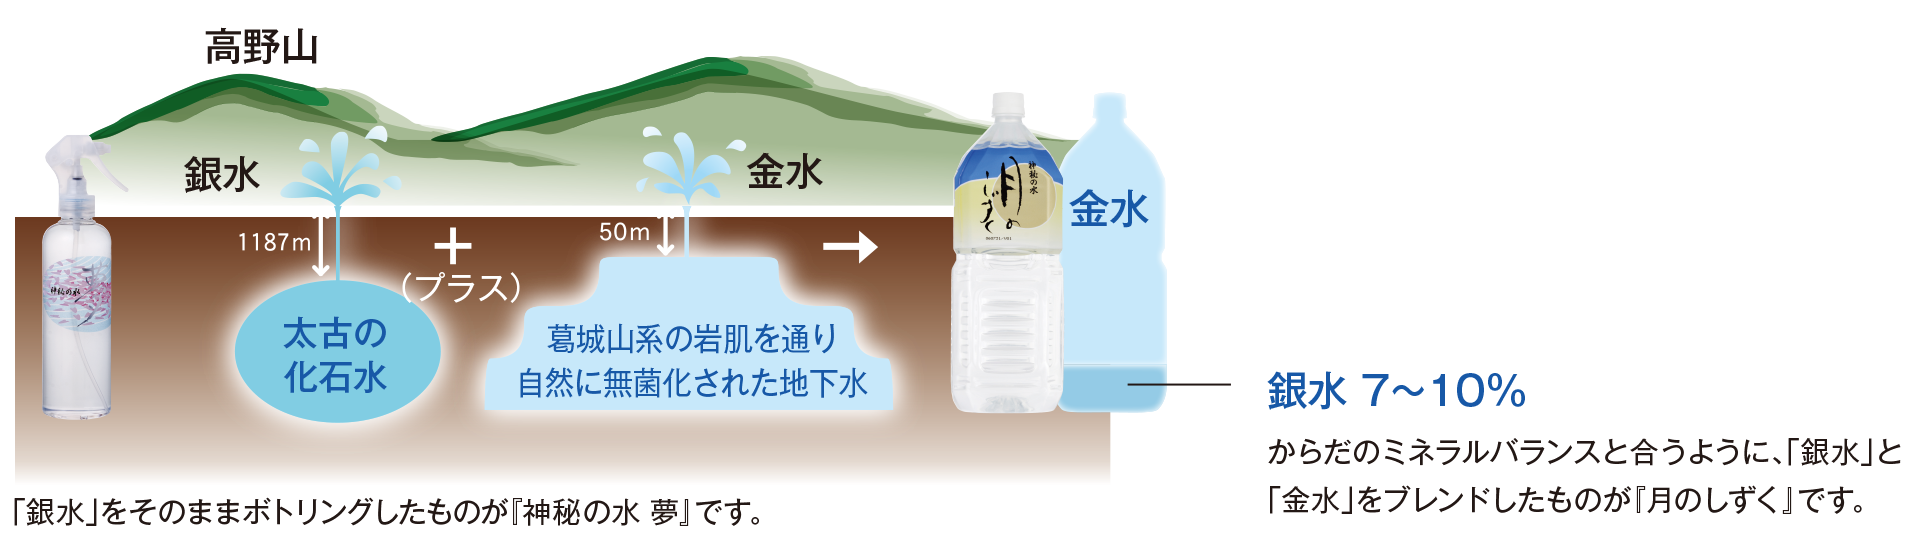 高野山
銀水
金水
1187m
50m
+
(プラス)
→
太古の
化石水
葛城山系の岩肌を通り
自然に無菌化された地下水
神秘の水
神秘の水
月の
しずく
金水
銀水 7〜10%
からだのミネラルバランスと合うように、「銀水」と
「金水」をブレンドしたものが『月のしずく』です。
「銀水」をそのままボトリングしたものが『神秘の水 夢』です。